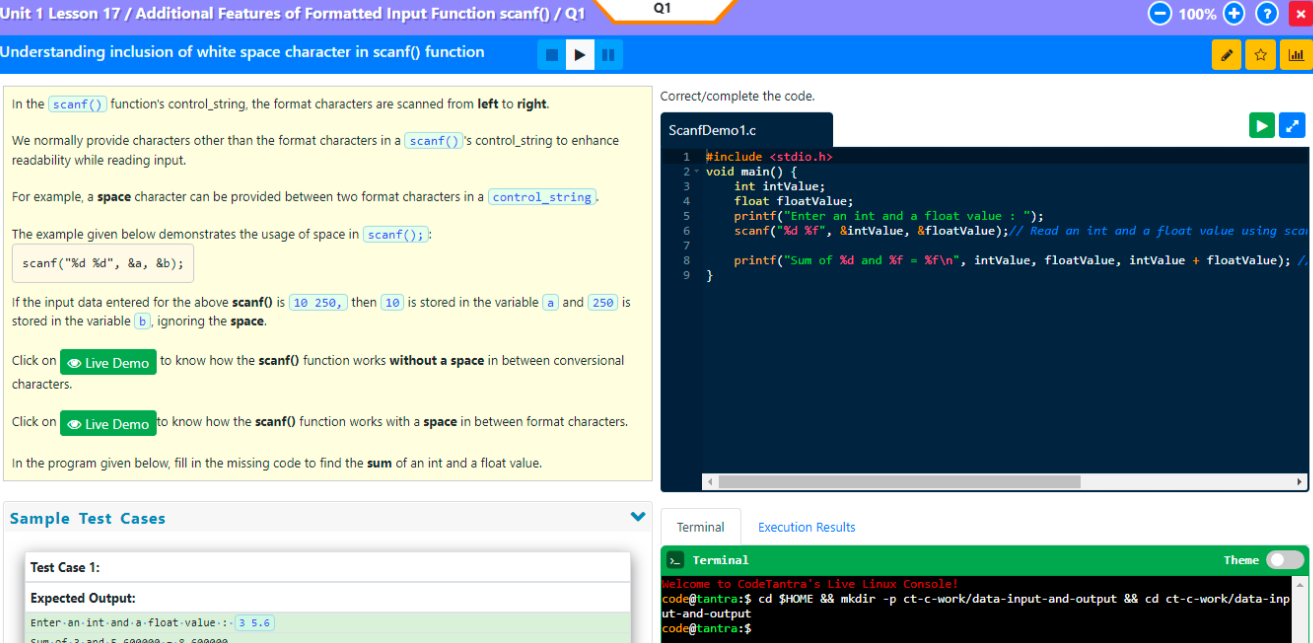 Unit 1 Lesson 17 / Additional Features of Formatted Input Function scanf() / Q1
Q1
100%
Understanding inclusion of white space character in scanf() function
In the scanf() function's control_string, the format characters are scanned from left to right.
We normally provide characters other than the format characters in a scanf() 's control_string to enhance
readability while reading input.
For example, a space character can be provided between two format characters in a control_string.
The example given below demonstrates the usage of space in scanf(); :
scanf("%d %d", &a, &b);
If the input data entered for the above scanf() is 10 250, then 10 is stored in the variable a and 250 is
stored in the variable b , ignoring the space.
Click on Live Demo to know how the scanf() function works without a space in between conversional
characters.
Click on Live Demo to know how the scanf() function works with a space in between format characters.
In the program given below, fill in the missing code to find the sum of an int and a float value.
Sample Test Cases
Test Case 1:
Expected Output:
Enter·an·int·and·a·float·value·:· 3 5.6
Sum·of·3·and·5.600000·=·8.600000
Correct/complete the code.
ScanfDemo1.c
1 #include <stdio.h>
2 void main() {
3 int intValue;
4 float floatValue;
5 printf("Enter an int and a float value : ");
6 scanf("%d %f", &intValue, &floatValue);// Read an int and a float value using
7
8 printf("Sum of %d and %f = %f\n", intValue, floatValue, intValue + floatValue); //
9 }
Terminal Execution Results
Terminal Theme
Welcome to CodeTantra's Live Linux Console!
code@tantra:$ cd $HOME && mkdir -p ct-c-work/data-input-and-output && cd ct-c-work/data-inp
ut-and-output
code@tantra:$